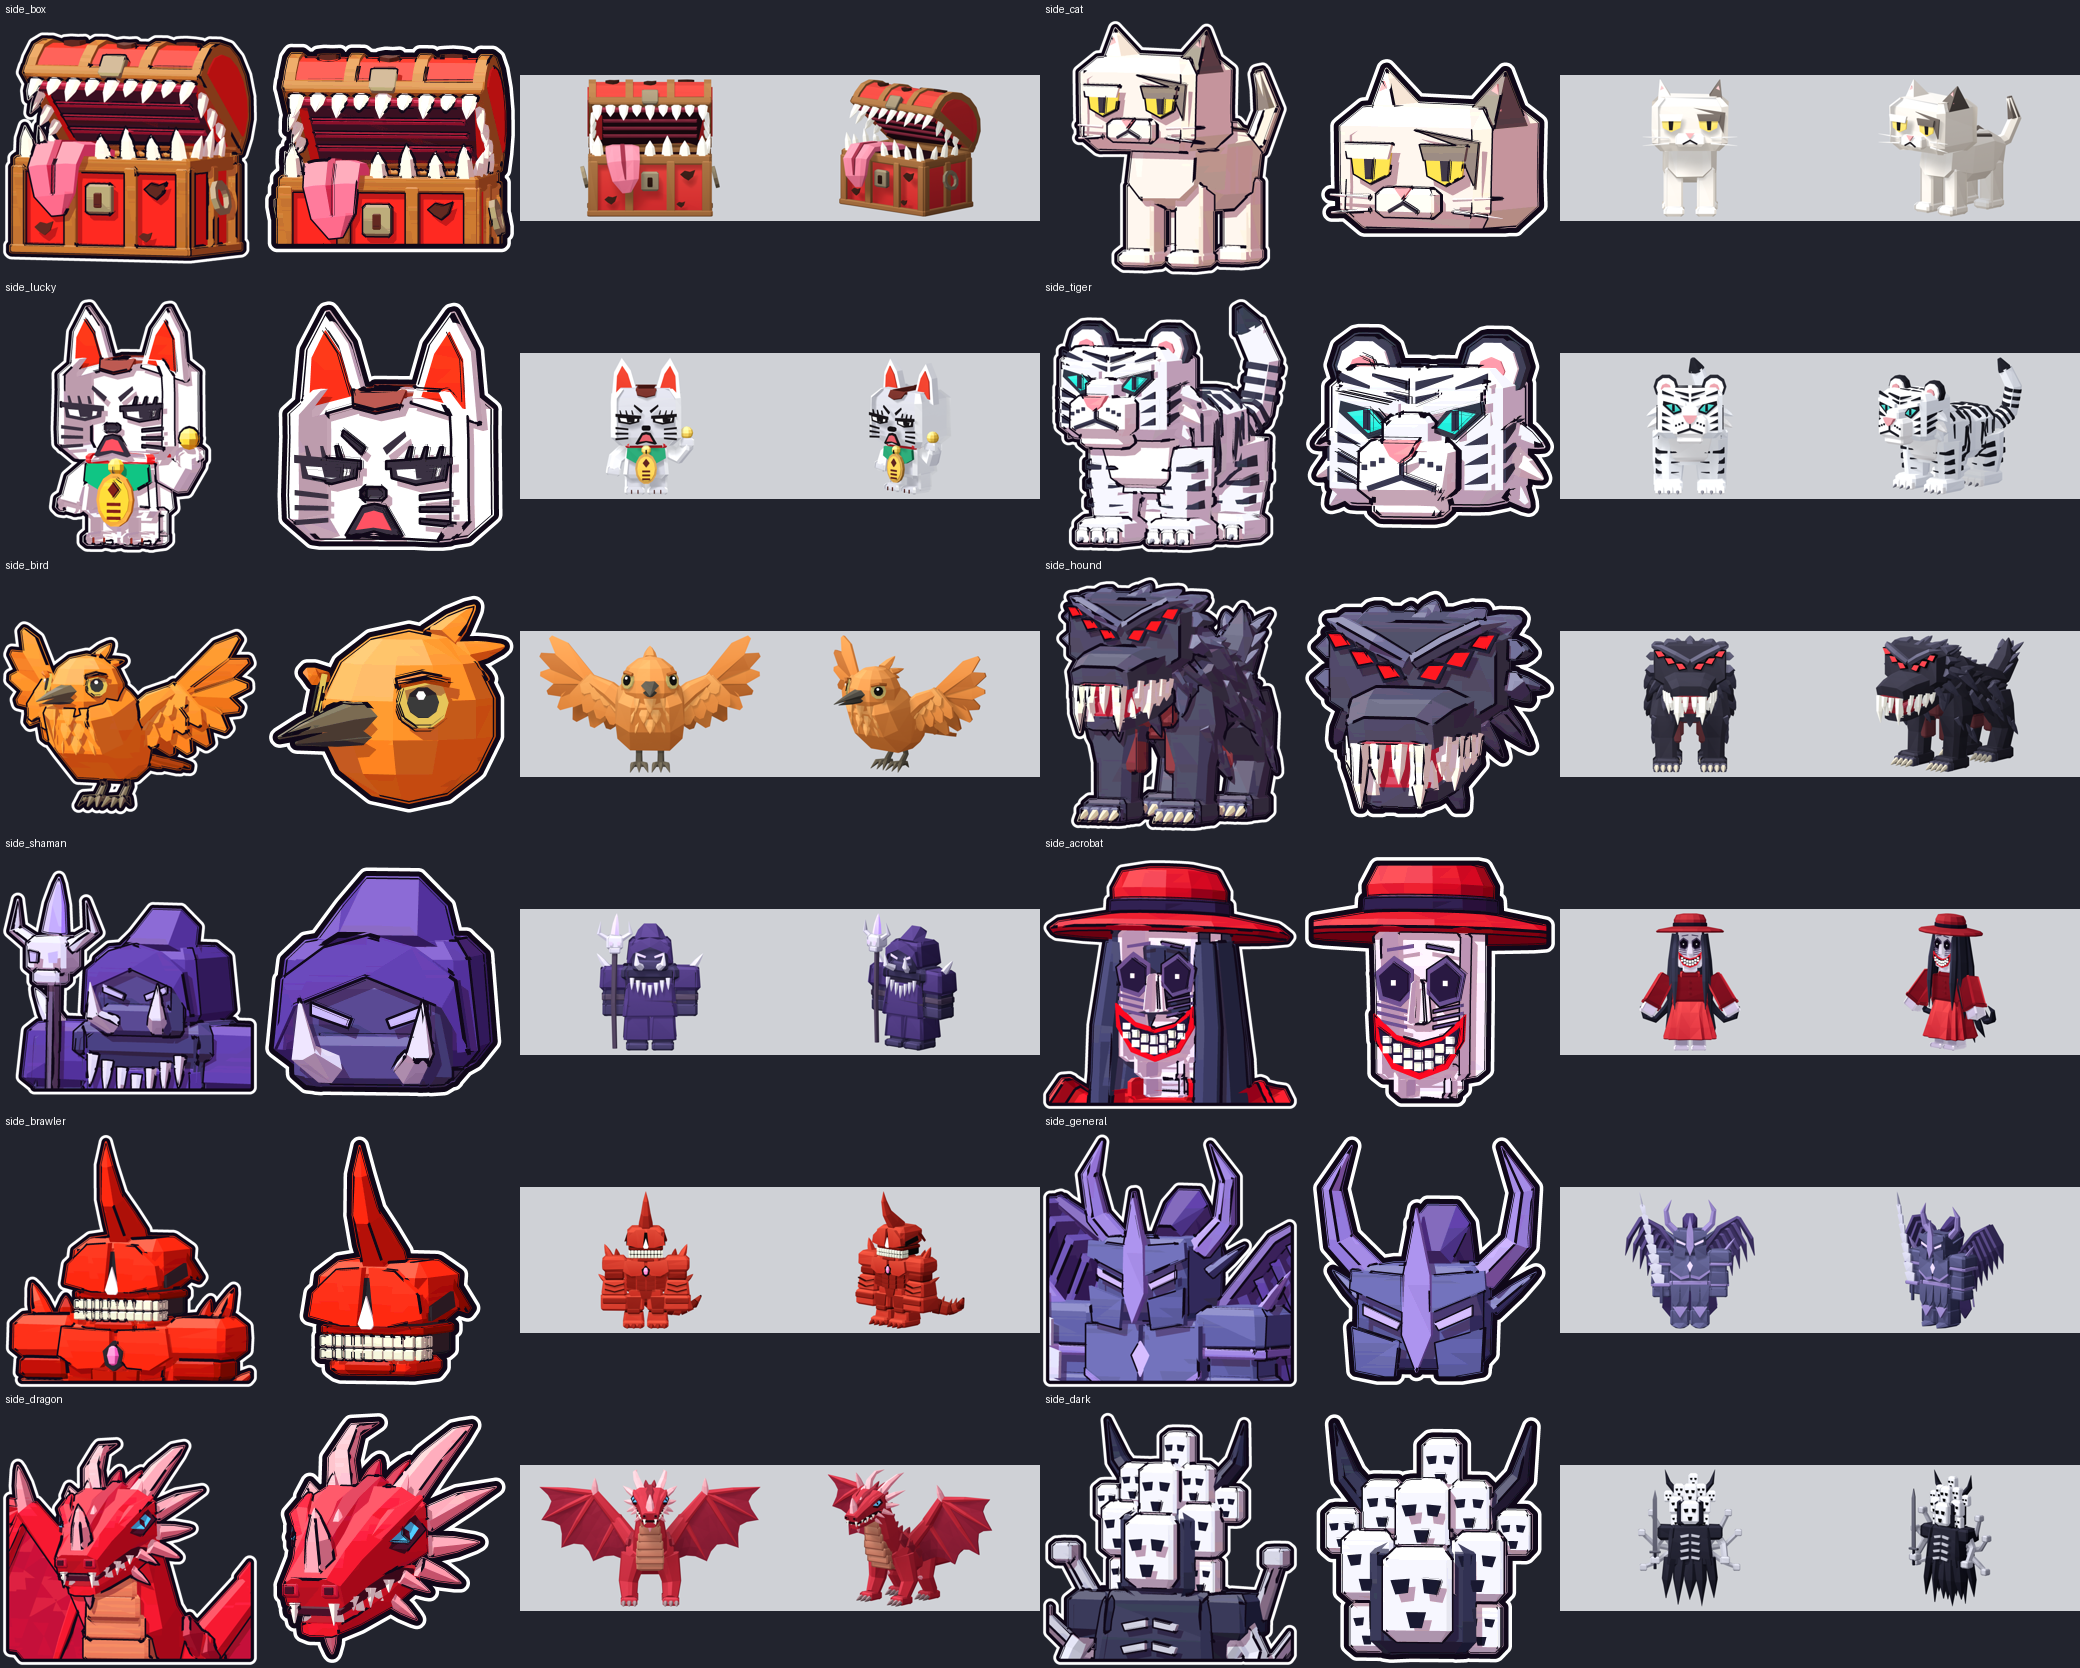 side_box
side_cat
side_lucky
side_tiger
side_bird
side_hound
side_shaman
side_acrobat
side_brawler
side_general
side_dragon
side_dark